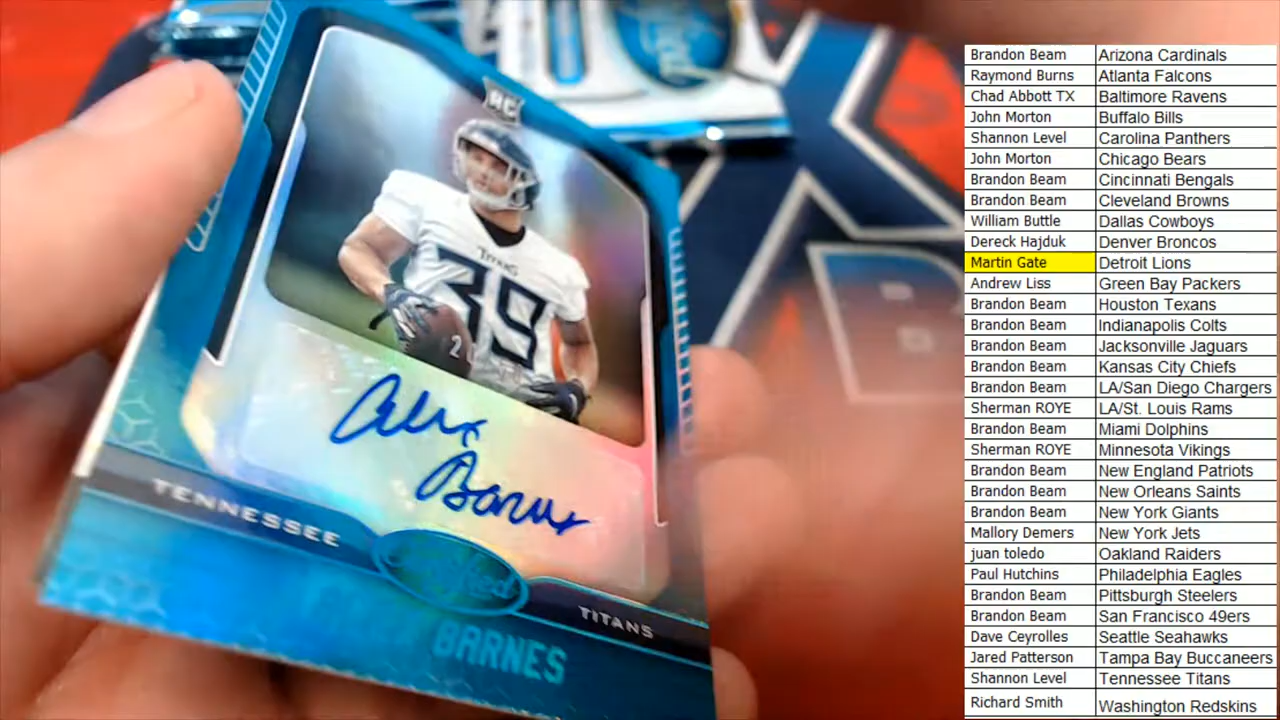 RC
TITANS
39
Alex
Barnes
TENNESSEE
Certified
TITANS
BARNES
Brandon Beam Arizona Cardinals
Raymond Burns Atlanta Falcons
Chad Abbott TX Baltimore Ravens
John Morton Buffalo Bills
Shannon Level Carolina Panthers
John Morton Chicago Bears
Brandon Beam Cincinnati Bengals
Brandon Beam Cleveland Browns
William Buttle Dallas Cowboys
Dereck Hajduk Denver Broncos
Martin Gate Detroit Lions
Andrew Liss Green Bay Packers
Brandon Beam Houston Texans
Brandon Beam Indianapolis Colts
Brandon Beam Jacksonville Jaguars
Brandon Beam Kansas City Chiefs
Brandon Beam LA/San Diego Chargers
Sherman ROYE LA/St. Louis Rams
Brandon Beam Miami Dolphins
Sherman ROYE Minnesota Vikings
Brandon Beam New England Patriots
Brandon Beam New Orleans Saints
Brandon Beam New York Giants
Mallory Demers New York Jets
juan toledo Oakland Raiders
Paul Hutchins Philadelphia Eagles
Brandon Beam Pittsburgh Steelers
Brandon Beam San Francisco 49ers
Dave Ceyrolles Seattle Seahawks
Jared Patterson Tampa Bay Buccaneers
Shannon Level Tennessee Titans
Richard Smith Washington Redskins